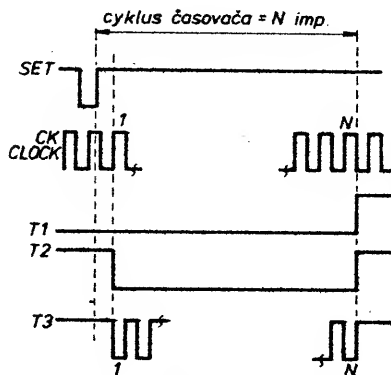 cyklus časovača = N imp.
SET
1
N
CK
CLOCK
T1
T2
T3
1
N